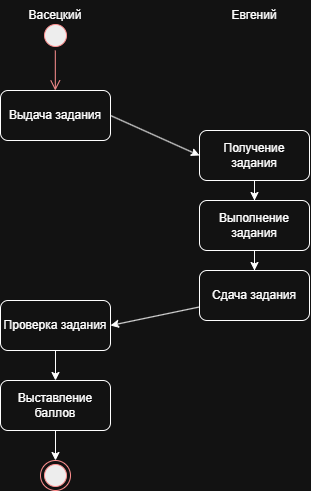 Васецкий
Евгений
Выдача задания
Получение
задания
Выполнение
задания
Сдача задания
Проверка задания
Выставление
баллов